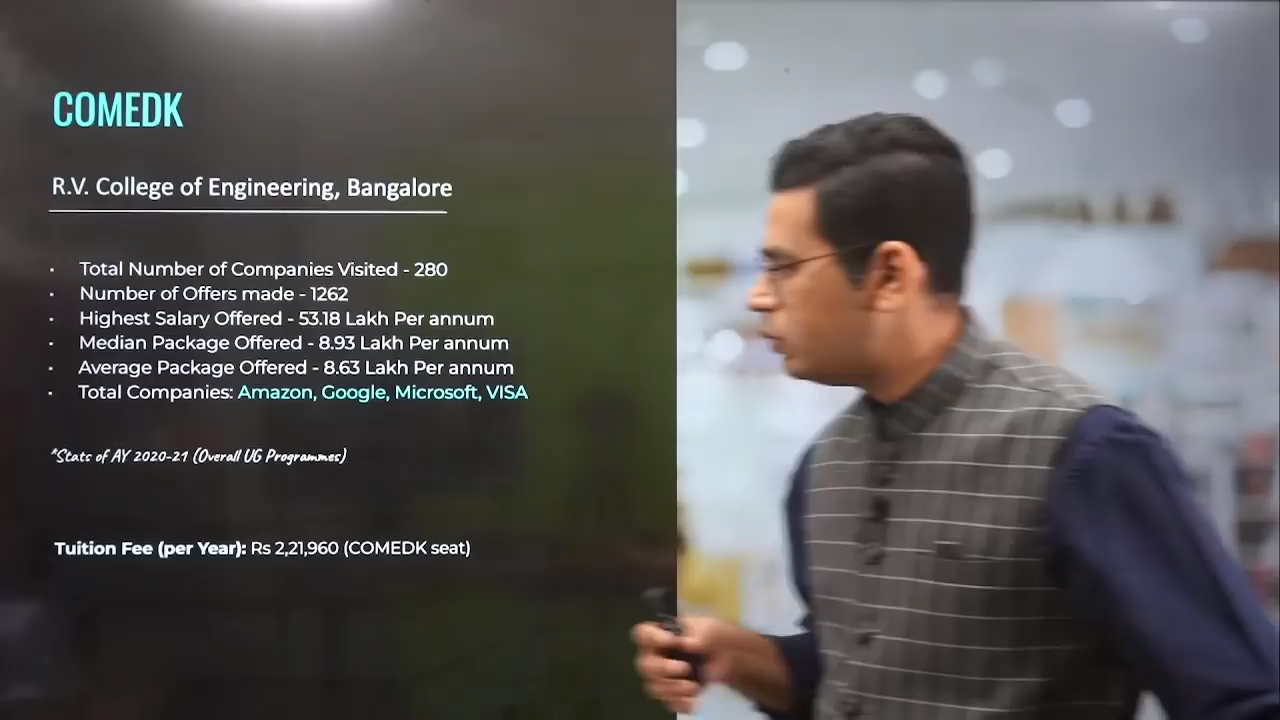 COMEDK
R.V. College of Engineering, Bangalore
• Total Number of Companies Visited - 280
• Number of Offers made - 1262
• Highest Salary Offered - 53.18 Lakh Per annum
• Median Package Offered - 8.93 Lakh Per annum
• Average Package Offered - 8.63 Lakh Per annum
• Total Companies: Amazon, Google, Microsoft, VISA
*Stats of AY 2020-21 (Overall UG Programmes)
Tuition Fee (per Year): Rs 2,21,960 (COMEDK seat)